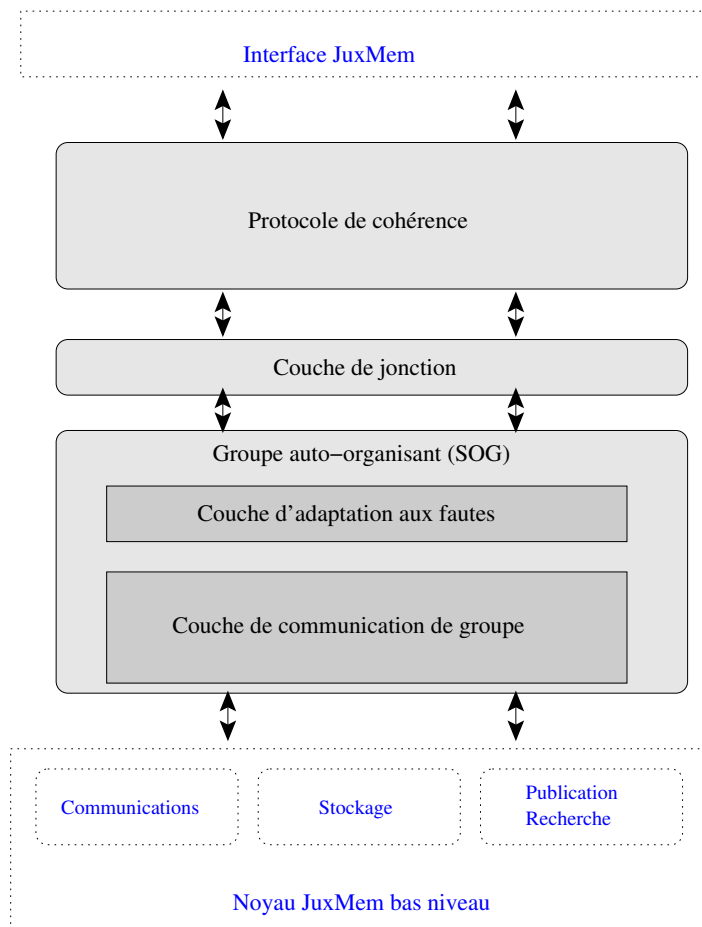 Interface JuxMem
Protocole de cohérence
Couche de jonction
Groupe auto−organisant (SOG)
Couche d'adaptation aux fautes
Couche de communication de groupe
Communications
Stockage
Publication
Recherche
Noyau JuxMem bas niveau